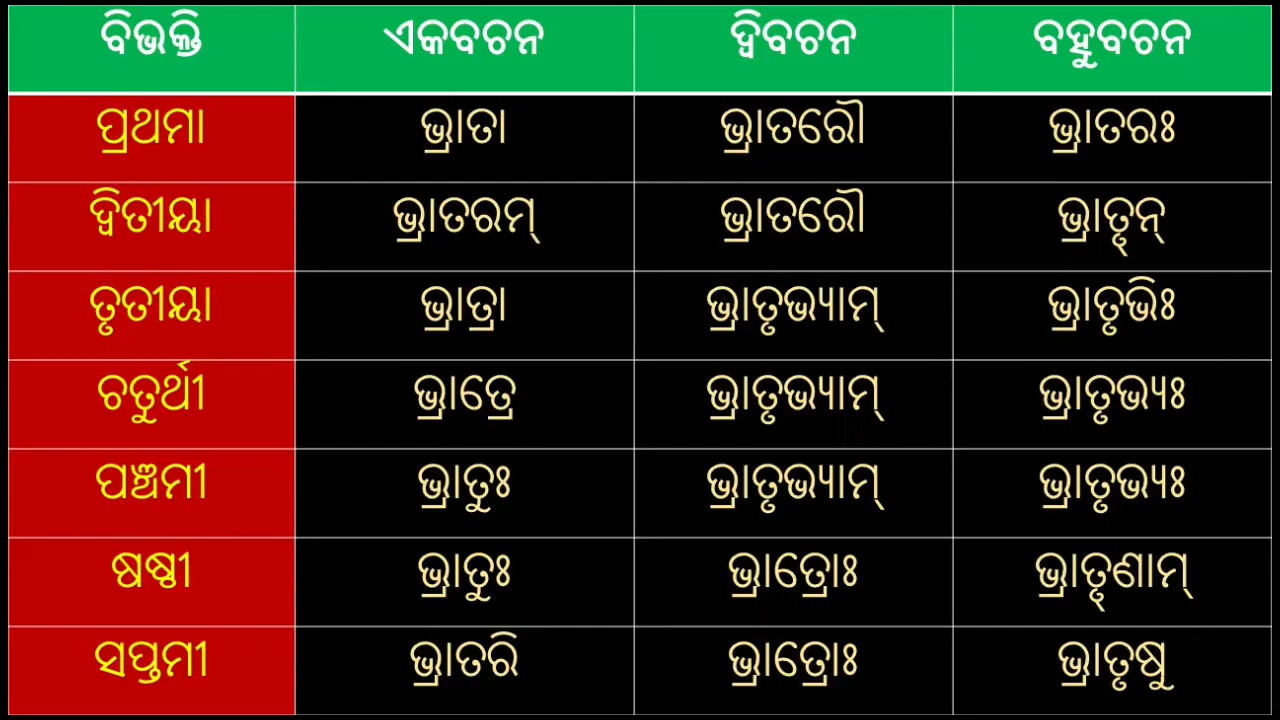 ବିଭକ୍ତି ଏକବଚନ ଦ୍ୱିବଚନ ବହୁବଚନ
ପ୍ରଥମା ଭ୍ରାତା ଭ୍ରାତରୌ ଭ୍ରାତରଃ
ଦ୍ୱିତୀୟା ଭ୍ରାତରମ୍ ଭ୍ରାତରୌ ଭ୍ରାତୄନ୍
ତୃତୀୟା ଭ୍ରାତ୍ରା ଭ୍ରାତୃଭ୍ୟାମ୍ ଭ୍ରାତୃଭିଃ
ଚତୁର୍ଥୀ ଭ୍ରାତ୍ରେ ଭ୍ରାତୃଭ୍ୟାମ୍ ଭ୍ରାତୃଭ୍ୟଃ
ପଞ୍ଚମୀ ଭ୍ରାତୁଃ ଭ୍ରାତୃଭ୍ୟାମ୍ ଭ୍ରାତୃଭ୍ୟଃ
ଷଷ୍ଠୀ ଭ୍ରାତୁଃ ଭ୍ରାତ୍ରୋଃ ଭ୍ରାତୄଣାମ୍
ସପ୍ତମୀ ଭ୍ରାତରି ଭ୍ରାତ୍ରୋଃ ଭ୍ରାତୃଷୁ